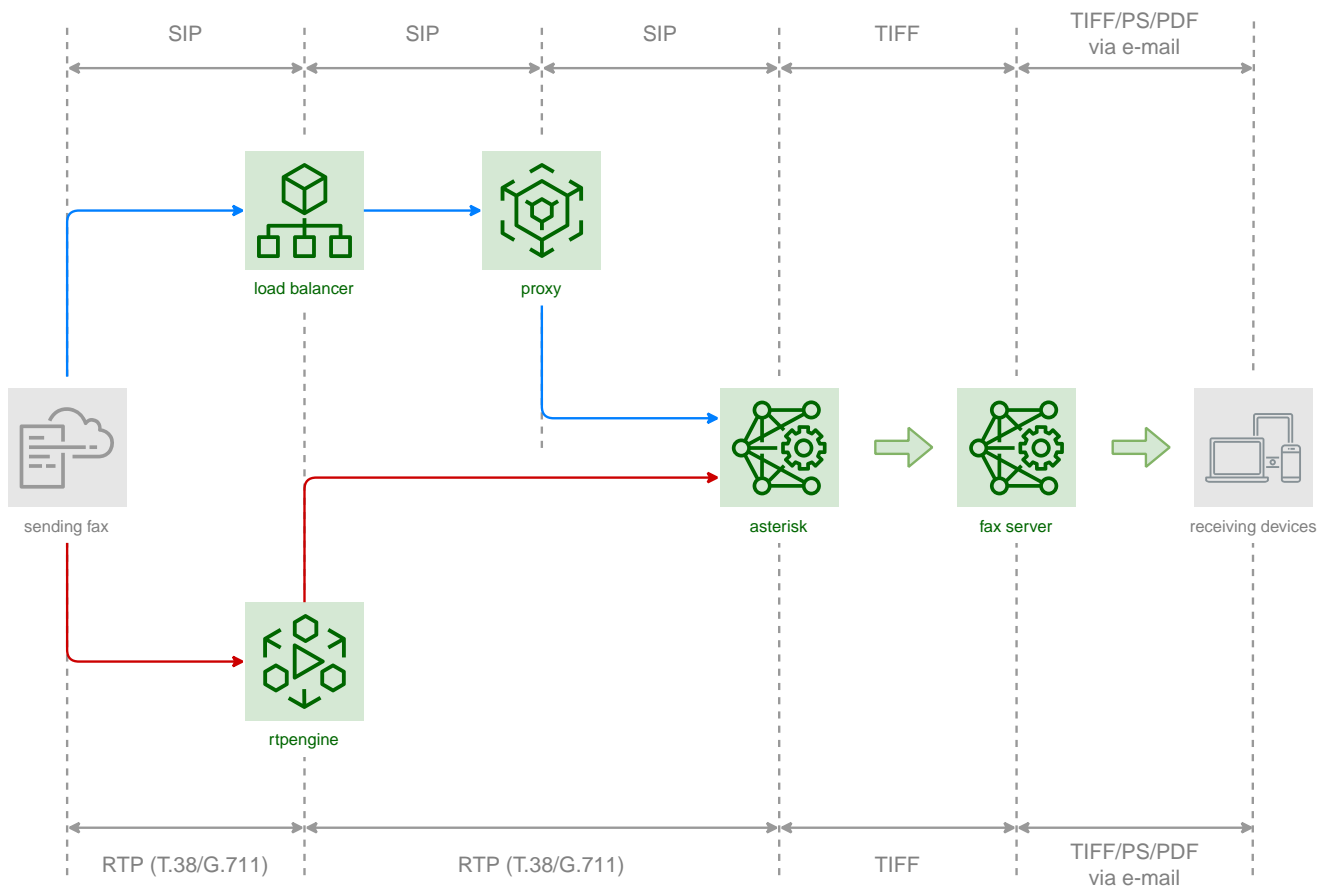 SIP
SIP
SIP
TIFF
TIFF/PS/PDF
via e-mail
load balancer
proxy
sending fax
asterisk
fax server
receiving devices
rtpengine
RTP (T.38/G.711)
RTP (T.38/G.711)
TIFF
TIFF/PS/PDF
via e-mail